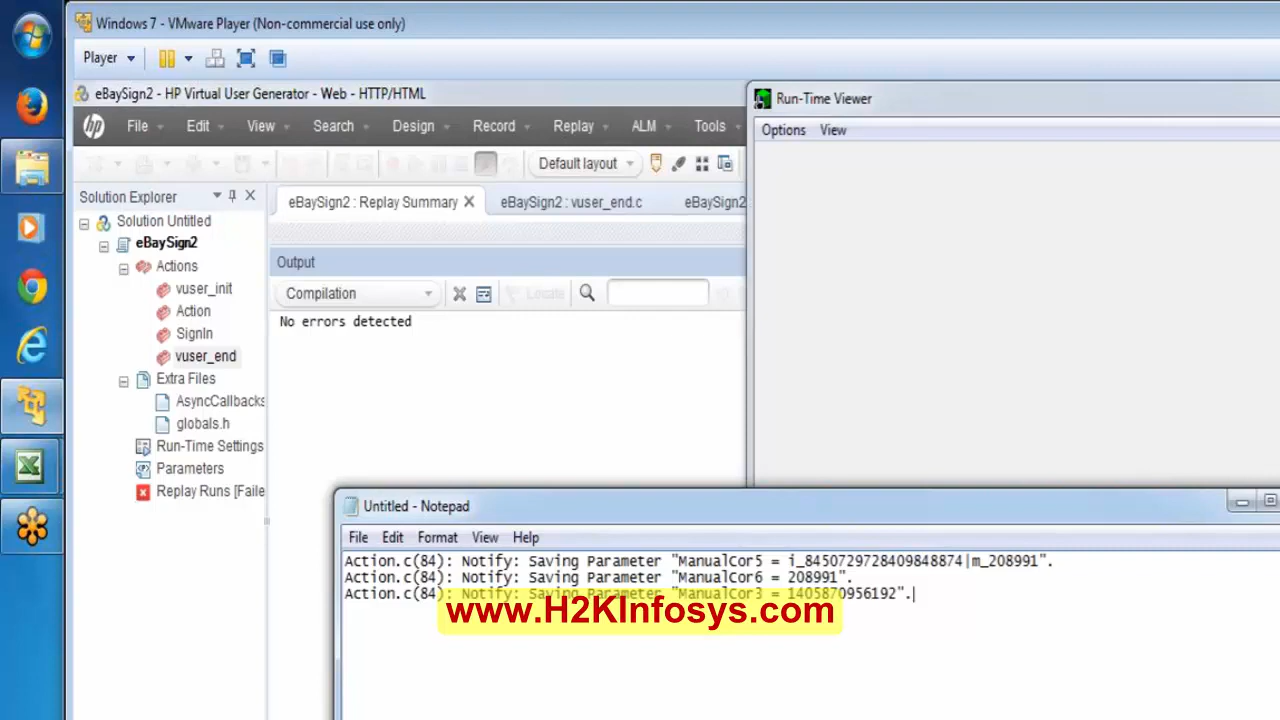 Windows 7 - VMware Player (Non-commercial use only)
Player
eBaySign2 - HP Virtual User Generator - Web - HTTP/HTML
Run-Time Viewer
hp File Edit View Search Design Record Replay ALM Tools
Options View
Default layout
Solution Explorer
eBaySign2 : Replay Summary eBaySign2 : vuser_end.c eBaySign2
Solution Untitled
eBaySign2
Actions
vuser_init
Action
SignIn
vuser_end
Extra Files
AsyncCallbacks
globals.h
Run-Time Settings
Parameters
Replay Runs [Faile
Output
Compilation
Locate
No errors detected
Untitled - Notepad
File Edit Format View Help
Action.c(84): Notify: Saving Parameter "ManualCor5 = i_8450729728409848874|m_208991".
Action.c(84): Notify: Saving Parameter "ManualCor6 = 208991".
Action.c(84): Notify: Saving Parameter "ManualCor3 = 1405870956192".
www.H2KInfosys.com